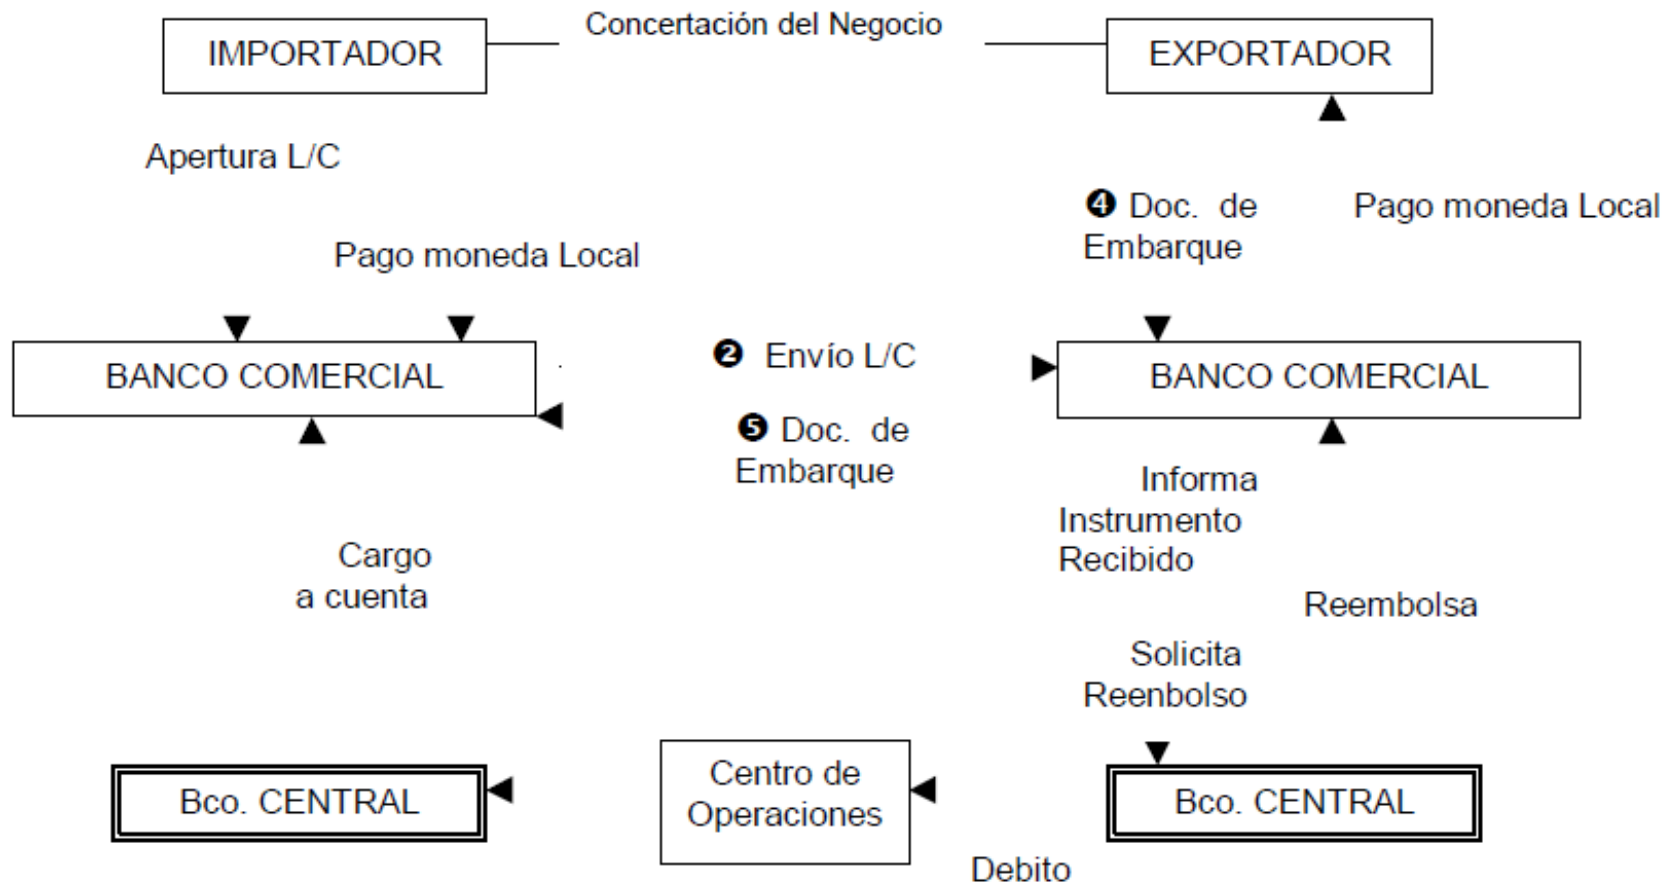 Concertación del Negocio
IMPORTADOR
EXPORTADOR
Apertura L/C
❹ Doc. de
Embarque
Pago moneda Local
Pago moneda Local
BANCO COMERCIAL
❷ Envío L/C
BANCO COMERCIAL
❺ Doc. de
Embarque
Informa
Instrumento
Recibido
Cargo
a cuenta
Reembolsa
Solicita
Reenbolso
Bco. CENTRAL
Centro de
Operaciones
Bco. CENTRAL
Debito